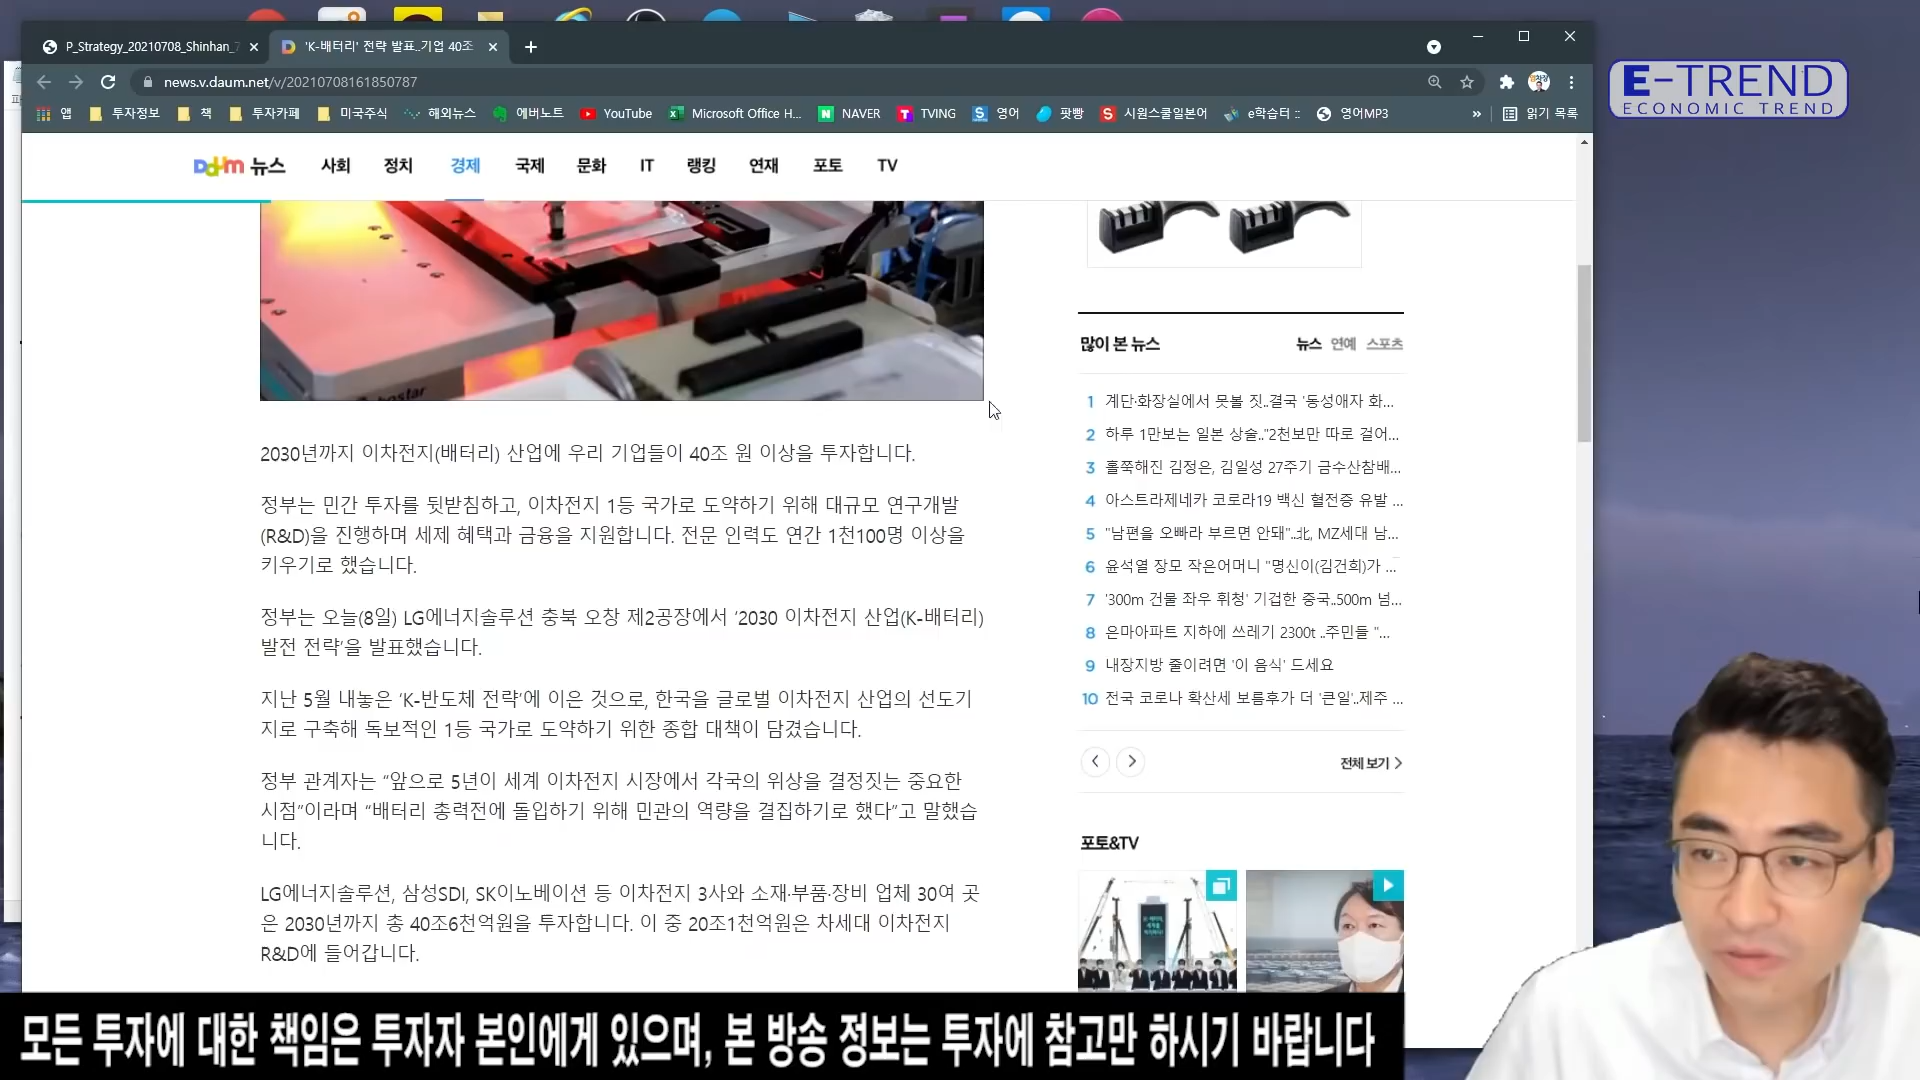 P_Strategy_20210708_Shinhan_7
'K-배터리' 전략 발표..기업 40조
news.v.daum.net/v/20210708161850787
앱 투자정보 책 투자카페 미국주식 해외뉴스 에버노트 YouTube Microsoft Office H... NAVER TVING 영어 팟빵 시원스쿨일본어 e학습터 :: 영어MP3 » 읽기 목록
E-TREND
ECONOMIC TREND
Daum 뉴스 사회 정치 경제 국제 문화 IT 랭킹 연재 포토 TV
2030년까지 이차전지(배터리) 산업에 우리 기업들이 40조 원 이상을 투자합니다.
정부는 민간 투자를 뒷받침하고, 이차전지 1등 국가로 도약하기 위해 대규모 연구개발
(R&D)을 진행하며 세제 혜택과 금융을 지원합니다. 전문 인력도 연간 1천100명 이상을
키우기로 했습니다.
정부는 오늘(8일) LG에너지솔루션 충북 오창 제2공장에서 ‘2030 이차전지 산업(K-배터리)
발전 전략’을 발표했습니다.
지난 5월 내놓은 ‘K-반도체 전략’에 이은 것으로, 한국을 글로벌 이차전지 산업의 선도기
지로 구축해 독보적인 1등 국가로 도약하기 위한 종합 대책이 담겼습니다.
정부 관계자는 “앞으로 5년이 세계 이차전지 시장에서 각국의 위상을 결정짓는 중요한
시점”이라며 “배터리 총력전에 돌입하기 위해 민관의 역량을 결집하기로 했다”고 말했습
니다.
LG에너지솔루션, 삼성SDI, SK이노베이션 등 이차전지 3사와 소재·부품·장비 업체 30여 곳
은 2030년까지 총 40조6천억원을 투자합니다. 이 중 20조1천억원은 차세대 이차전지
R&D에 들어갑니다.
많이 본 뉴스 뉴스 연예 스포츠
1 계단·화장실에서 못볼 짓..결국 '동성애자 화...
2 하루 1만보는 일본 상술.."2천보만 따로 걸어...
3 홀쭉해진 김정은, 김일성 27주기 금수산참배...
4 아스트라제네카 코로라19 백신 혈전증 유발 ...
5 "남편을 오빠라 부르면 안돼"..北, MZ세대 남...
6 윤석열 장모 작은어머니 "명신이(김건희)가 ...
7 '300m 건물 좌우 휘청' 기겁한 중국..500m 넘...
8 은마아파트 지하에 쓰레기 2300t ..주민들 "...
9 내장지방 줄이려면 '이 음식' 드세요
10 전국 코로나 확산세 보름후가 더 '큰일'..제주 ...
전체 보기
포토&TV
모든 투자에 대한 책임은 투자자 본인에게 있으며, 본 방송 정보는 투자에 참고만 하시기 바랍니다